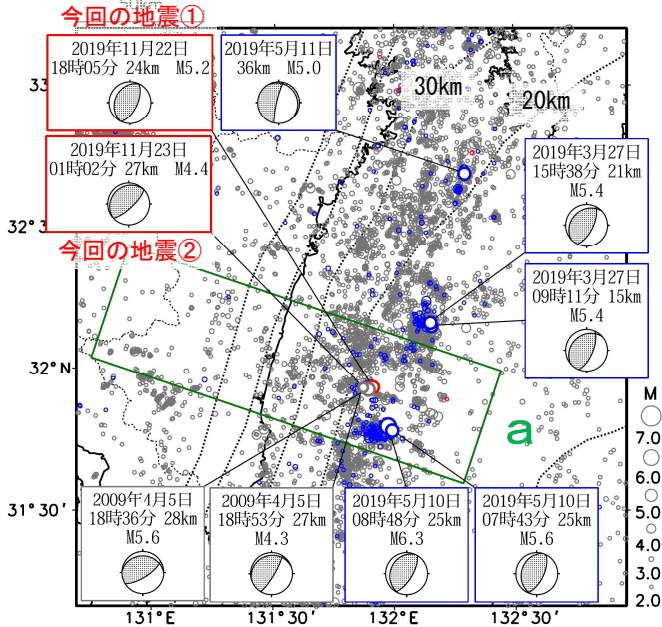 今回の地震①
2019年11月22日
18時05分 24km M5.2
2019年5月11日
36km M5.0
30km
20km
2019年11月23日
01時02分 27km M4.4
今回の地震②
2019年3月27日
15時38分 21km
M5.4
2019年3月27日
09時11分 15km
M5.4
32°N
a
M
7.0
6.0
5.0
4.0
3.0
2.0
31°30′
2009年4月5日
18時36分 28km
M5.6
2009年4月5日
18時53分 27km
M4.3
2019年5月10日
08時48分 25km
M6.3
2019年5月10日
07時43分 25km
M5.6
131°E
131°30′
132°E
132°30′